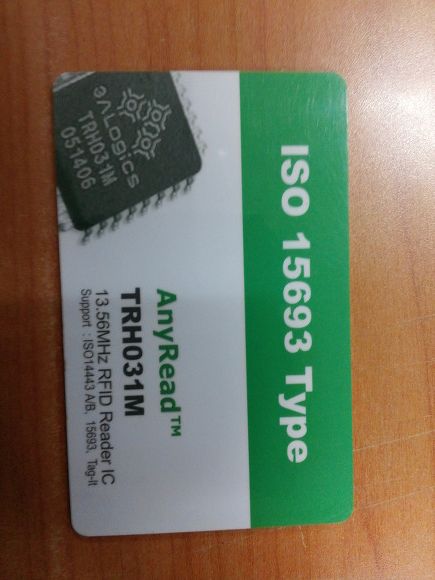 ISO 15693 Type
3ALogics
TRH031M
051406
AnyRead™
TRH031M
13.56MHz RFID Reader IC
Support : ISO14443 A/B, 15693, Tag-it